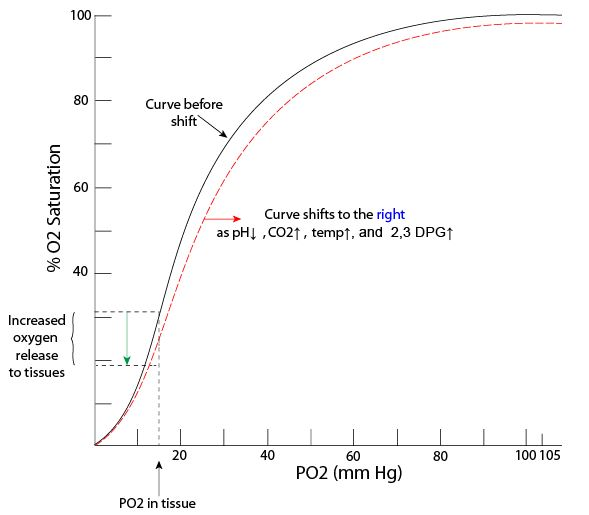 100
80
60
40
% O2 Saturation
Curve before
shift
Curve shifts to the right
as pH↓ , CO2↑ , temp↑, and 2,3 DPG↑
Increased
oxygen
release
to tissues
20
40
60
80
100 105
PO2 (mm Hg)
PO2 in tissue